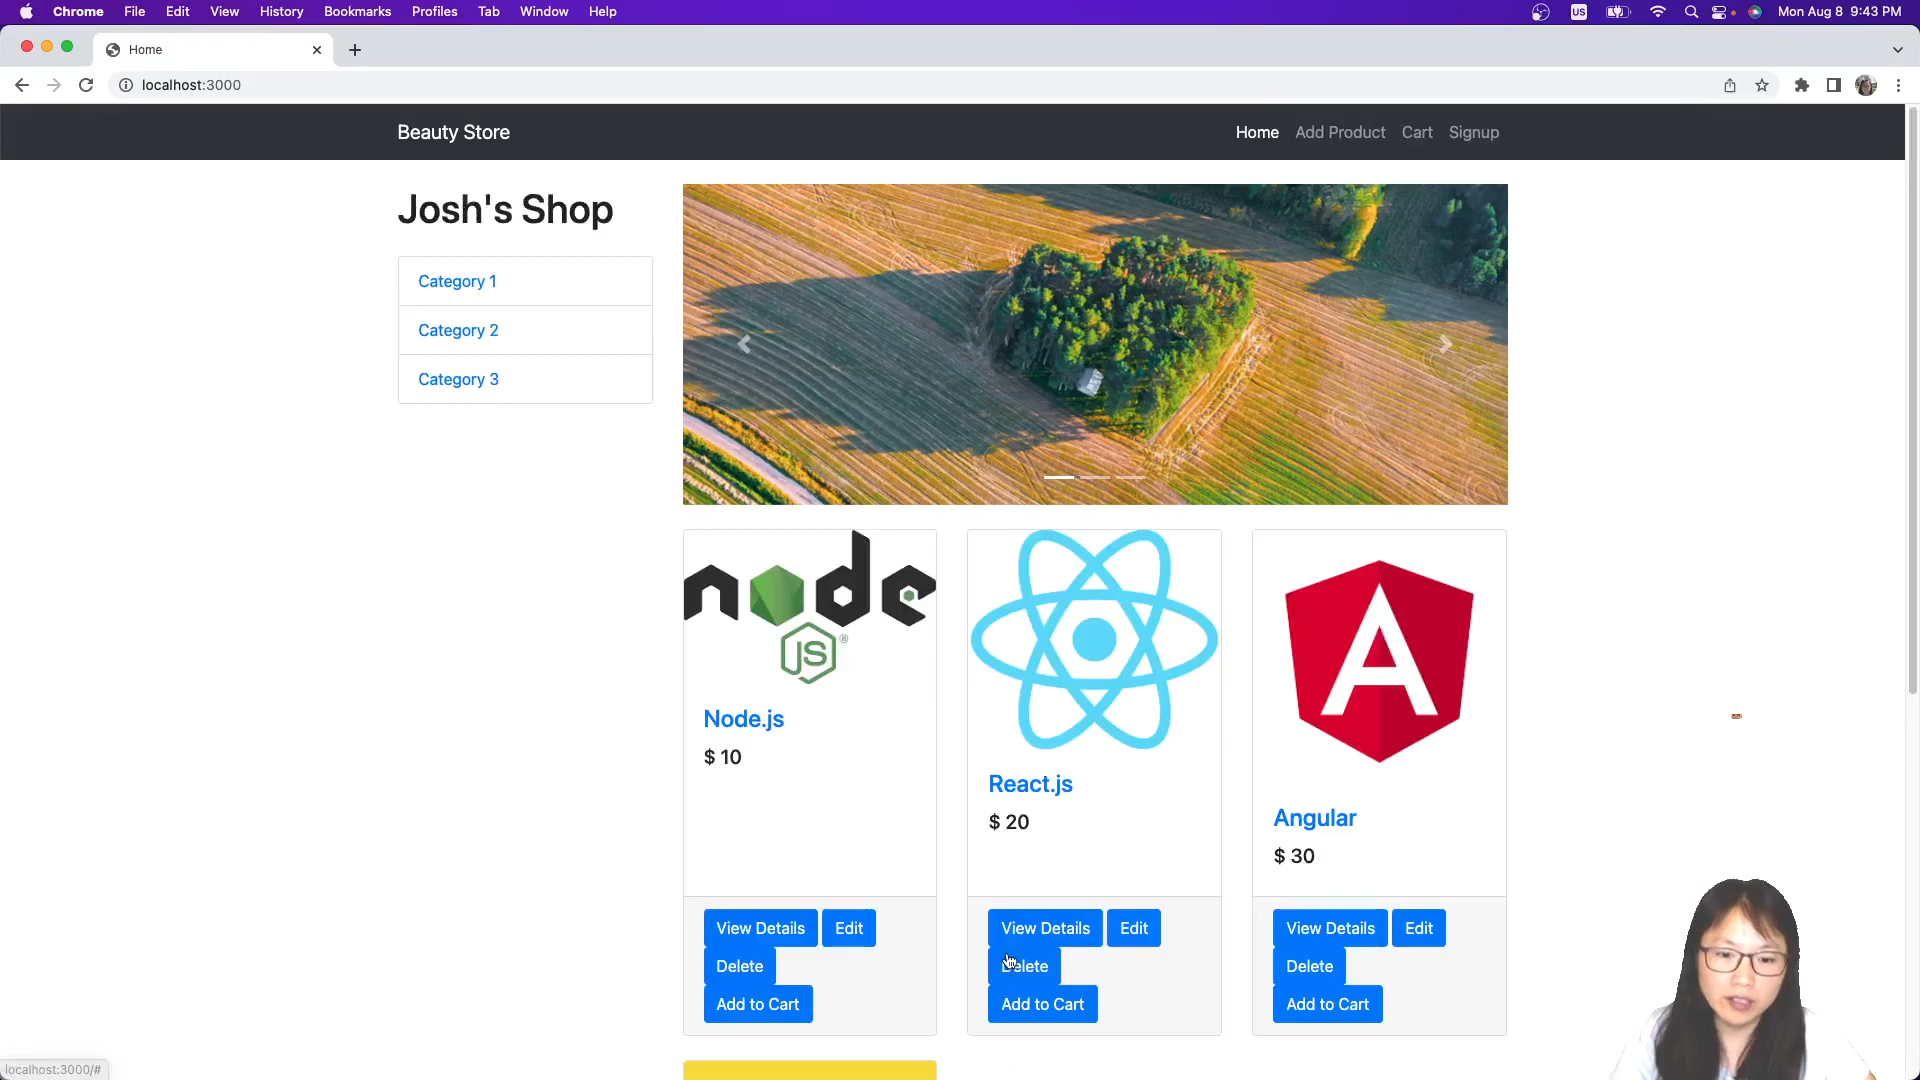 Chrome File Edit View History Bookmarks Profiles Tab Window Help
US
Mon Aug 8 9:43 PM
Home
localhost:3000
Beauty Store
Home Add Product Cart Signup
Josh's Shop
Category 1
Category 2
Category 3
node
JS®
Node.js
$ 10
View Details Edit
Delete
Add to Cart
React.js
$ 20
View Details Edit
Delete
Add to Cart
A
Angular
$ 30
View Details Edit
Delete
Add to Cart
localhost:3000/#